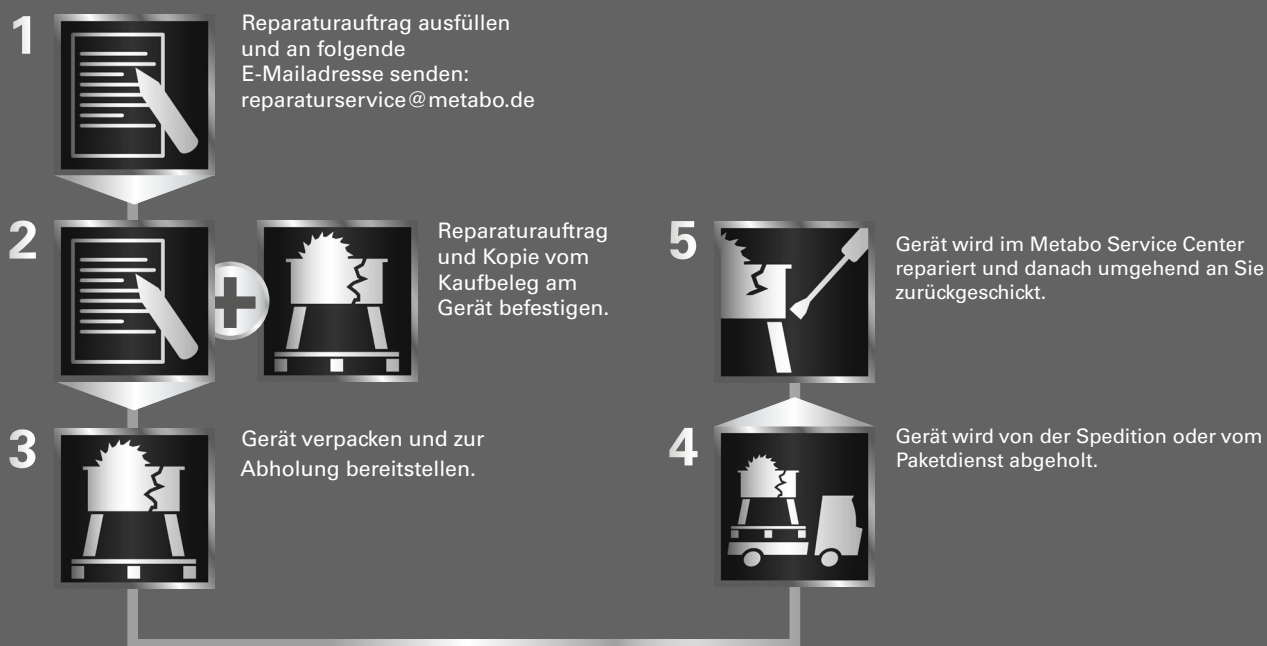 1
Reparaturauftrag ausfüllen
und an folgende
E-Mailadresse senden:
reparaturservice@metabo.de
2
Reparaturauftrag
und Kopie vom
Kaufbeleg am
Gerät befestigen.
3
Gerät verpacken und zur
Abholung bereitstellen.
4
Gerät wird von der Spedition oder vom
Paketdienst abgeholt.
5
Gerät wird im Metabo Service Center
repariert und danach umgehend an Sie
zurückgeschickt.